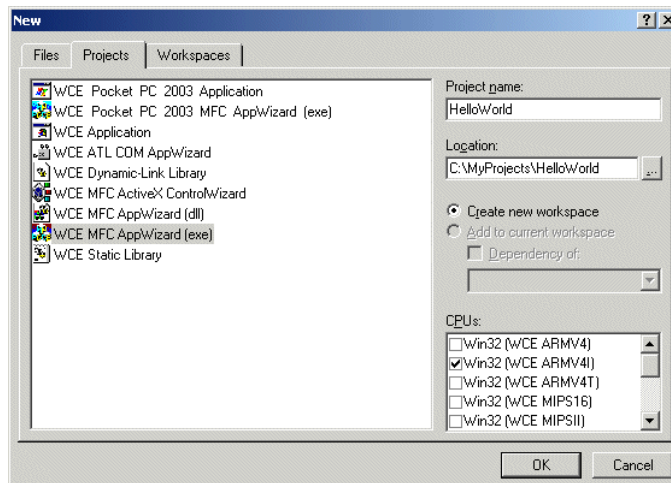 New
Files Projects Workspaces
WCE Pocket PC 2003 Application
WCE Pocket PC 2003 MFC AppWizard (exe)
WCE Application
WCE ATL COM AppWizard
WCE Dynamic-Link Library
WCE MFC ActiveX ControlWizard
WCE MFC AppWizard (dll)
WCE MFC AppWizard (exe)
WCE Static Library
Project name:
HelloWorld
Location:
C:\MyProjects\HelloWorld
...
Create new workspace
Add to current workspace
Dependency of:
CPUs:
Win32 (WCE ARMV4)
Win32 (WCE ARMV4I)
Win32 (WCE ARMV4T)
Win32 (WCE MIPS16)
Win32 (WCE MIPSII)
OK Cancel